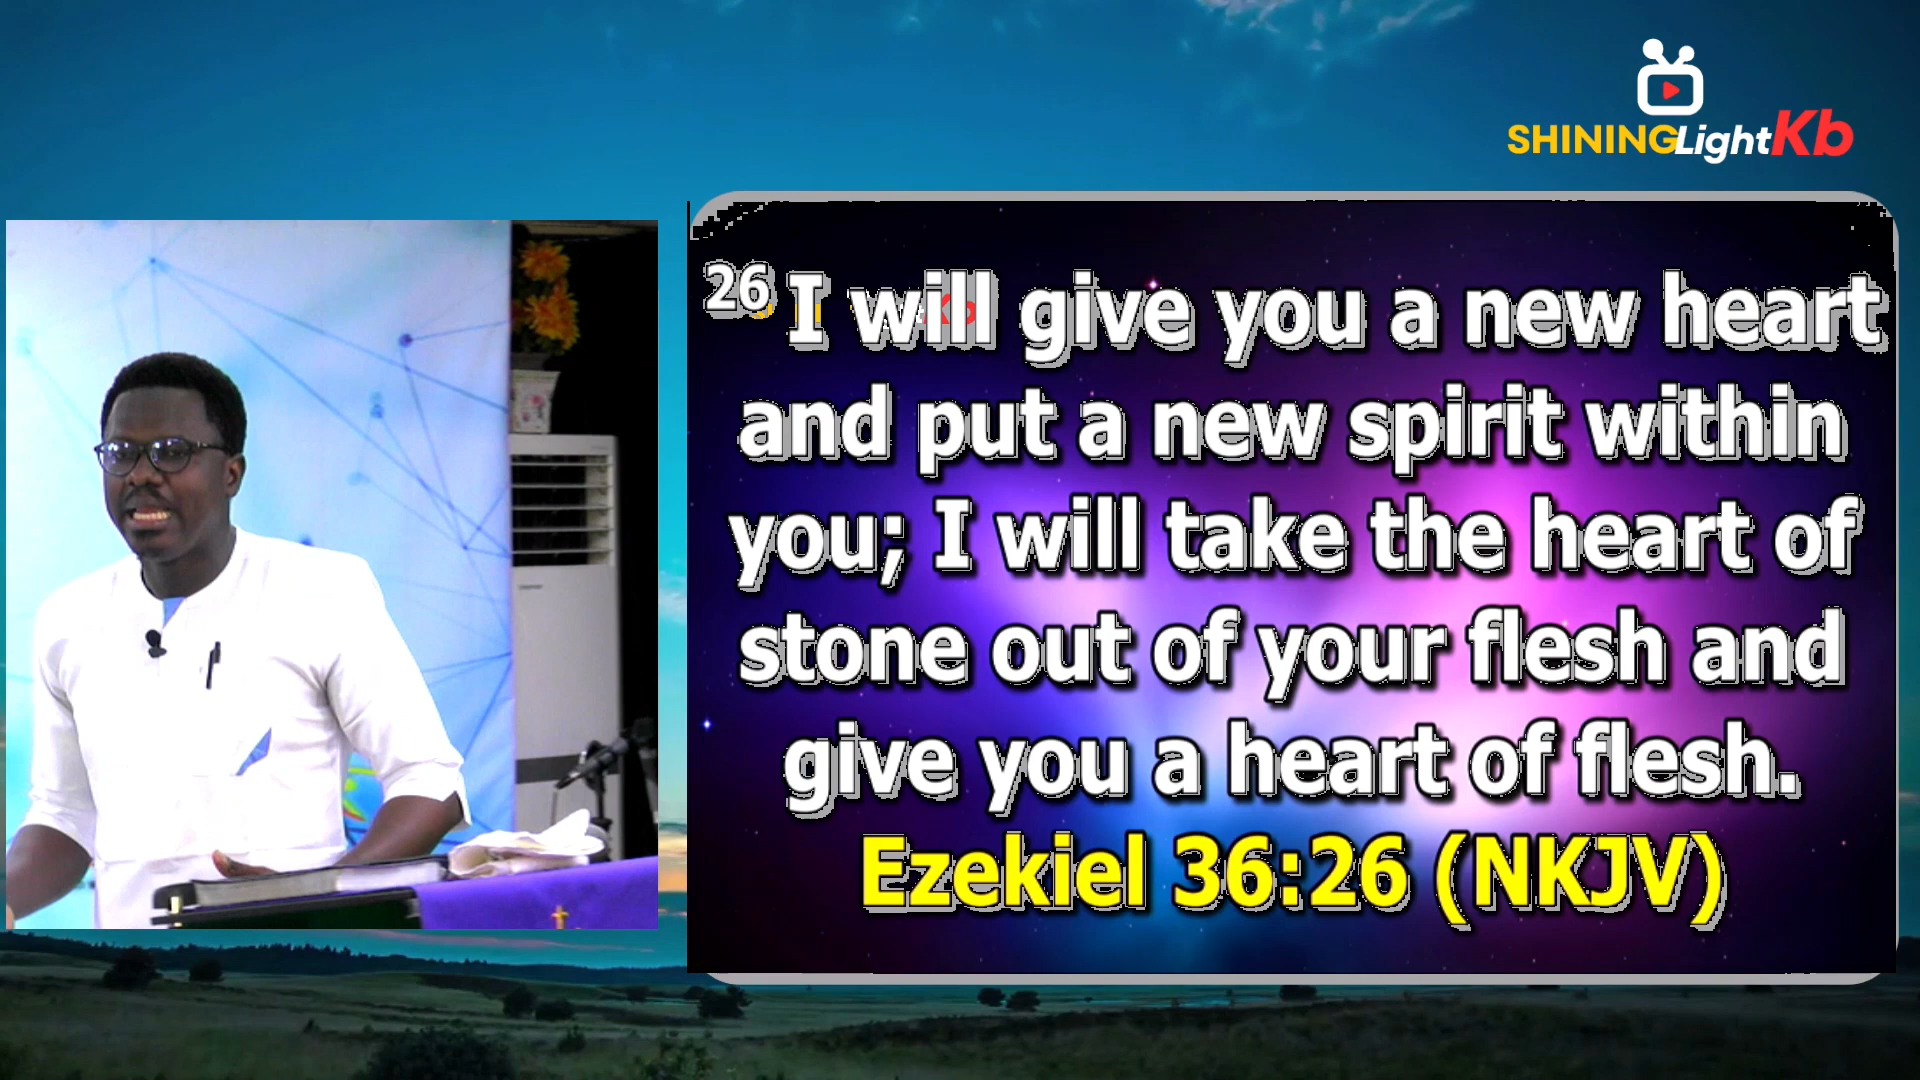 SHININGLightKb
26 I will give you a new heart
and put a new spirit within
you; I will take the heart of
stone out of your flesh and
give you a heart of flesh.
Ezekiel 36:26 (NKJV)